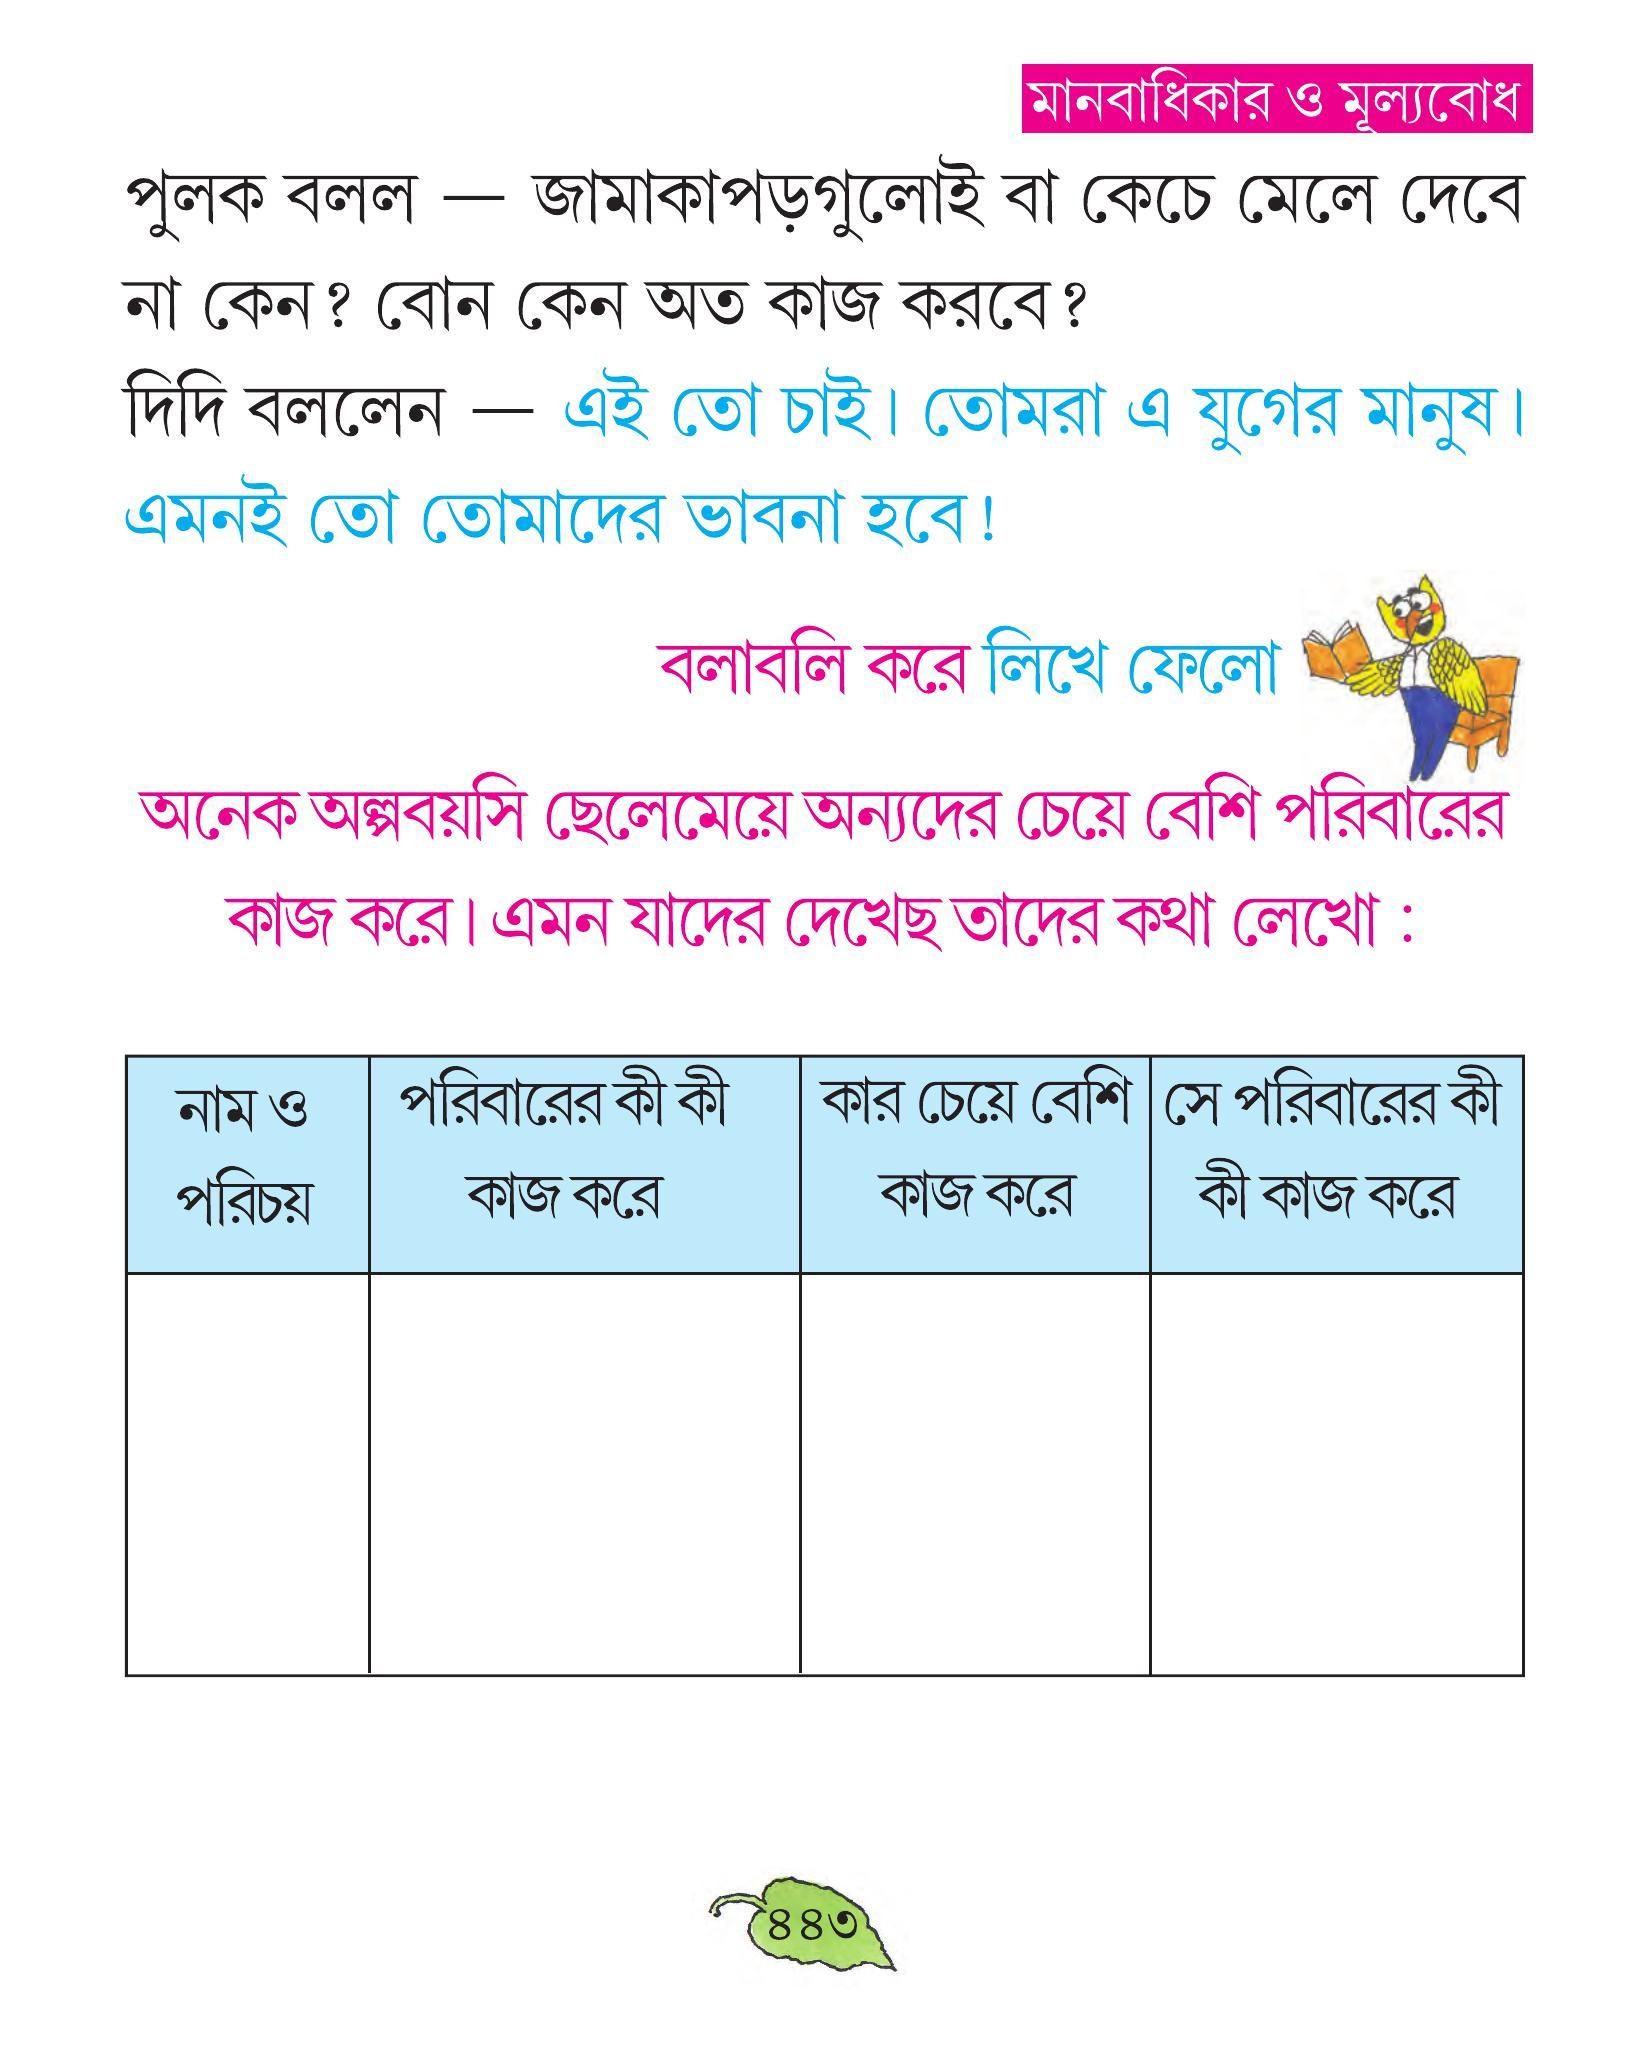 মানবাধিকার ও মূল্যবোধ
পুলক বলল — জামাকাপড়গুলোই বা কেচে মেলে দেবে
না কেন? বোন কেন অত কাজ করবে?
দিদি বললেন — এই তো চাই। তোমরা এ যুগের মানুষ।
এমনই তো তোমাদের ভাবনা হবে!
বলাবলি করে লিখে ফেলো
অনেক অল্পবয়সি ছেলেমেয়ে অন্যদের চেয়ে বেশি পরিবারের
কাজ করে। এমন যাদের দেখেছ তাদের কথা লেখো :
নাম ও
পরিচয়
পরিবারের কী কী
কাজ করে
কার চেয়ে বেশি
কাজ করে
সে পরিবারের কী
কী কাজ করে
৪৪৩